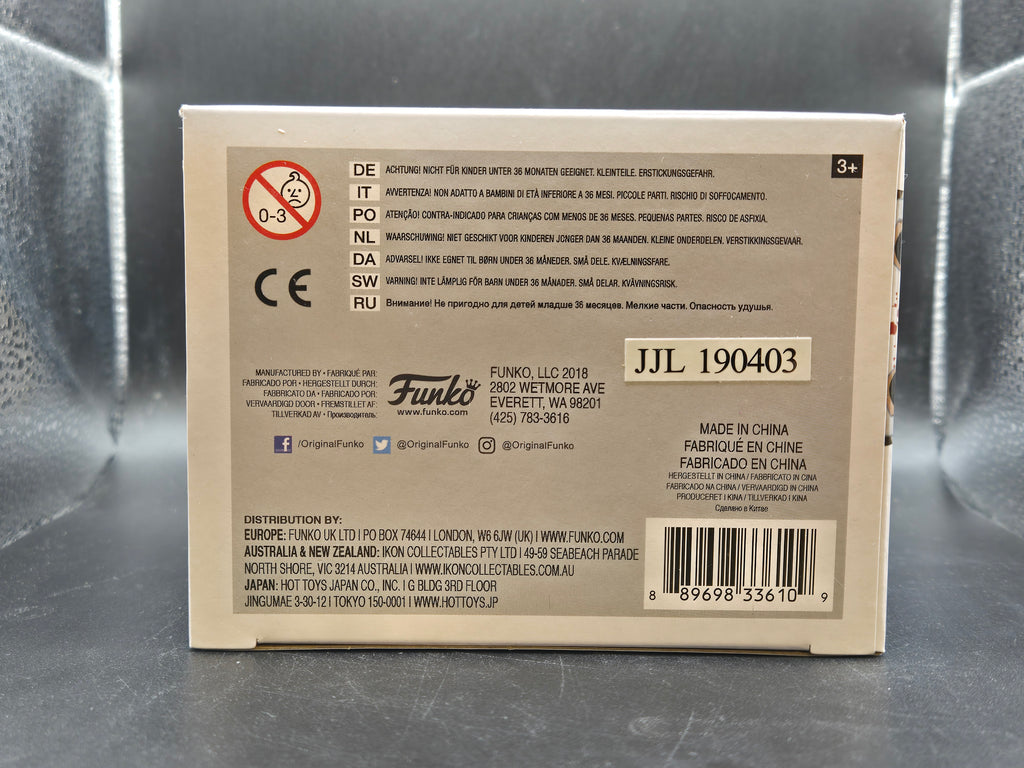 3+
0-3
DE ACHTUNG! NICHT FÜR KINDER UNTER 36 MONATEN GEEIGNET. KLEINTEILE. ERSTICKUNGSGEFAHR.
IT AVVERTENZA! NON ADATTO A BAMBINI DI ETÀ INFERIORE A 36 MESI. PICCOLE PARTI. RISCHIO DI SOFFOCAMENTO.
PO ATENÇÃO! CONTRA-INDICADO PARA CRIANÇAS COM MENOS DE 36 MESES. PEQUENAS PARTES. RISCO DE ASFIXIA.
NL WAARSCHUWING! NIET GESCHIKT VOOR KINDEREN JONGER DAN 36 MAANDEN. KLEINE ONDERDELEN. VERSTIKKINGSGEVAAR.
DA ADVARSEL! IKKE EGNET TIL BØRN UNDER 36 MÅNEDER. SMÅ DELE. KVÆLNINGSFARE.
SW VARNING! INTE LÄMPLIG FÖR BARN UNDER 36 MÅNADER. SMÅ DELAR. KVÄVNINGSRISK.
RU Внимание! Не пригодно для детей младше 36 месяцев. Мелкие части. Опасность удушья.
CE
JJL 190403
MANUFACTURED BY • FABRIQUÉ PAR:
FABRICADO POR • HERGESTELLT DURCH:
FABBRICATO DA • FABRICADO POR:
VERVAARDIGD DOOR • FREMSTILLET AF:
TILLVERKAD AV • Производитель:
Funko
www.funko.com
FUNKO, LLC 2018
2802 WETMORE AVE
EVERETT, WA 98201
(425) 783-3616
f /OriginalFunko @OriginalFunko @OriginalFunko
MADE IN CHINA
FABRIQUÉ EN CHINE
FABRICADO EN CHINA
HERGESTELLT IN CHINA / FABBRICATO IN CINA
FABRICADO NA CHINA / VERVAARDIGD IN CHINA
PRODUCERET I KINA / TILLVERKAD I KINA
Сделано в Китае
DISTRIBUTION BY:
EUROPE: FUNKO UK LTD I PO BOX 74644 I LONDON, W6 6JW (UK) I WWW.FUNKO.COM
AUSTRALIA & NEW ZEALAND: IKON COLLECTABLES PTY LTD I 49-59 SEABEACH PARADE
NORTH SHORE, VIC 3214 AUSTRALIA I WWW.IKONCOLLECTABLES.COM.AU
JAPAN: HOT TOYS JAPAN CO., INC. I G BLDG 3RD FLOOR
JINGUMAE 3-30-12 I TOKYO 150-0001 I WWW.HOTTOYS.JP
8 89698 33610 9